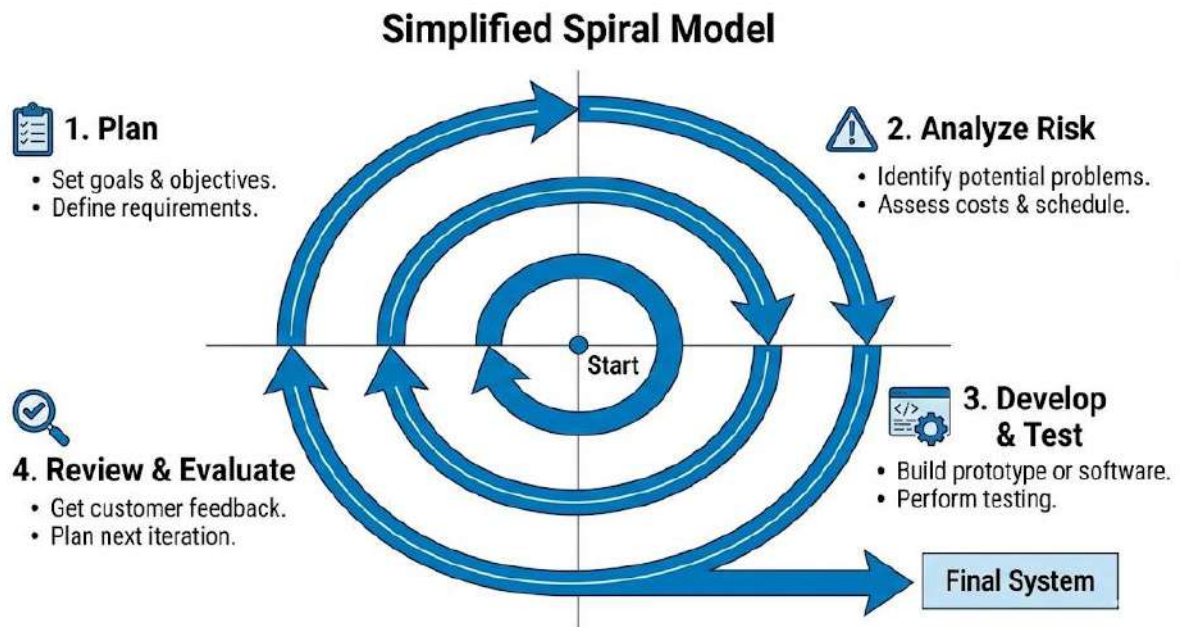 Simplified Spiral Model
1. Plan
• Set goals & objectives.
• Define requirements.
2. Analyze Risk
• Identify potential problems.
• Assess costs & schedule.
Start
3. Develop
& Test
• Build prototype or software.
• Perform testing.
4. Review & Evaluate
• Get customer feedback.
• Plan next iteration.
Final System